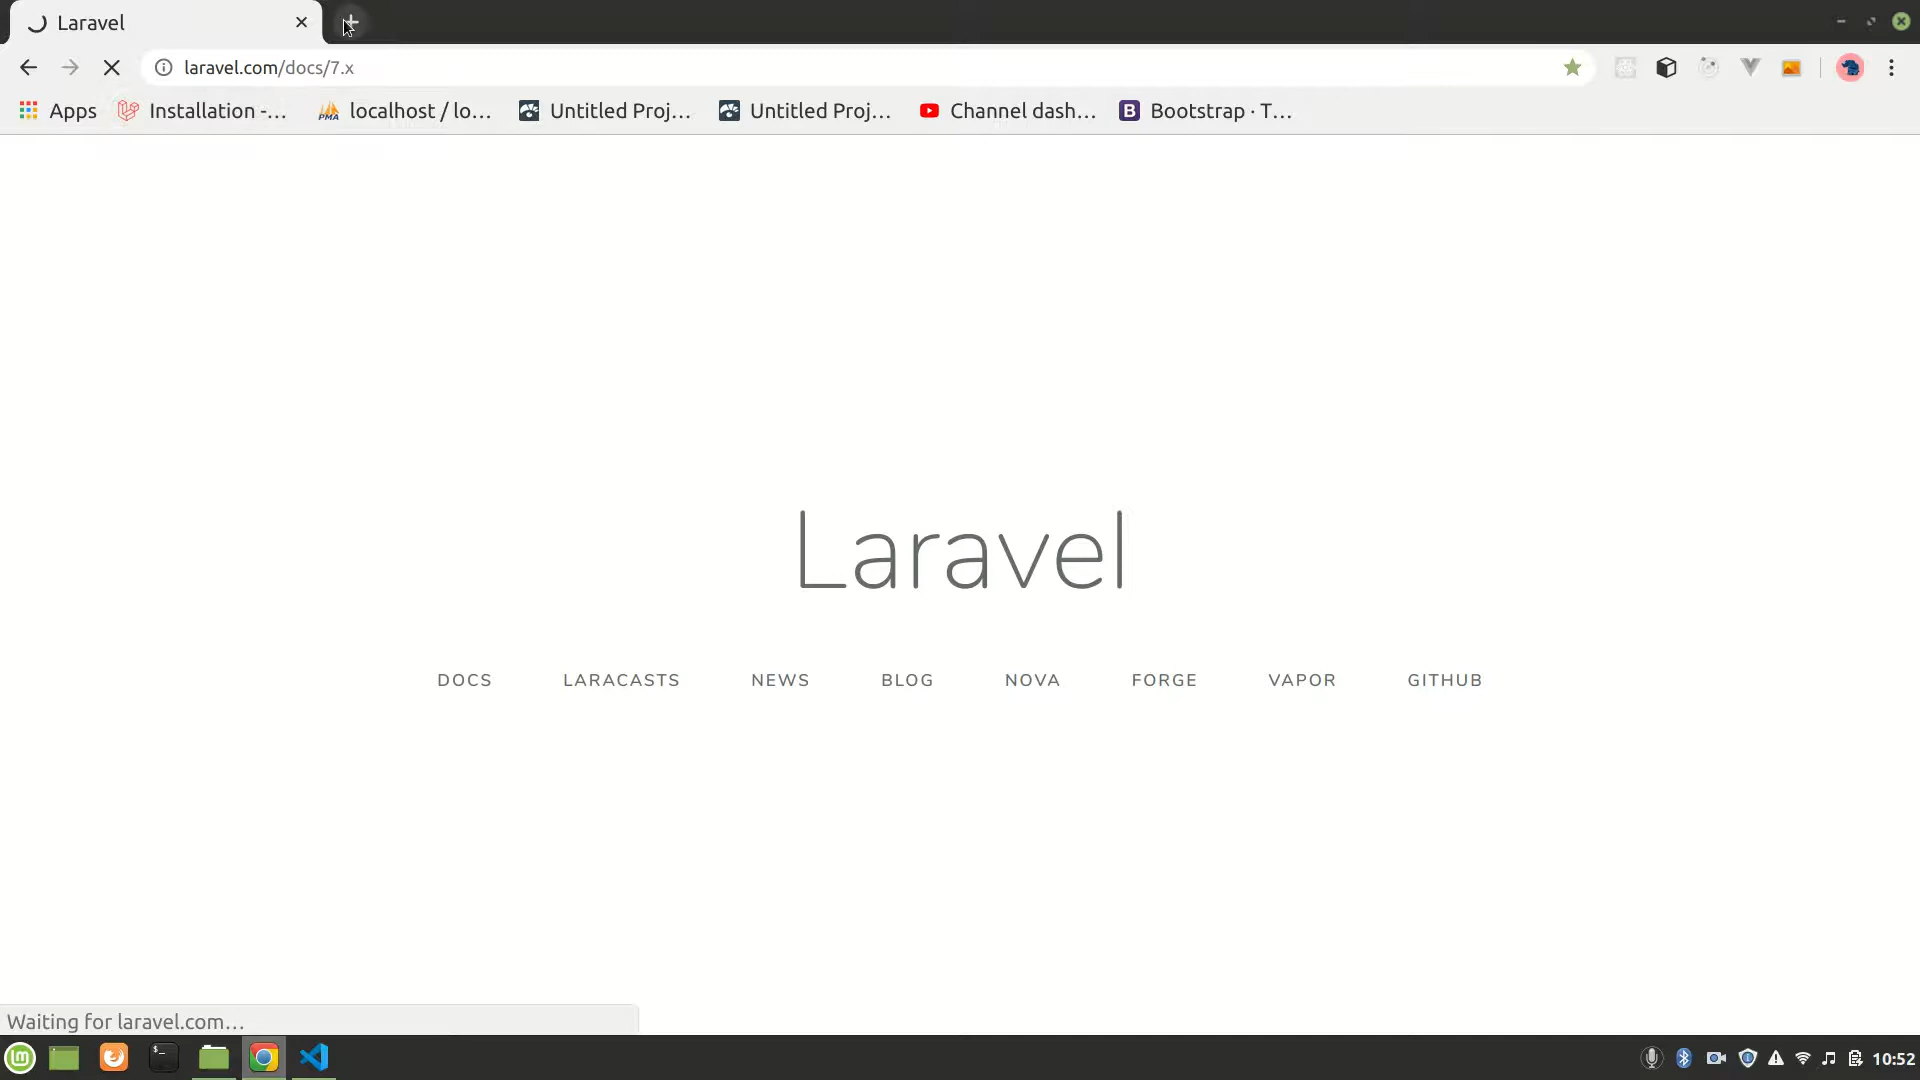 Laravel
laravel.com/docs/7.x
Apps Installation -... localhost / lo... Untitled Proj... Untitled Proj... Channel dash... Bootstrap · T...
Laravel
DOCS LARACASTS NEWS BLOG NOVA FORGE VAPOR GITHUB
Waiting for laravel.com...
10:52